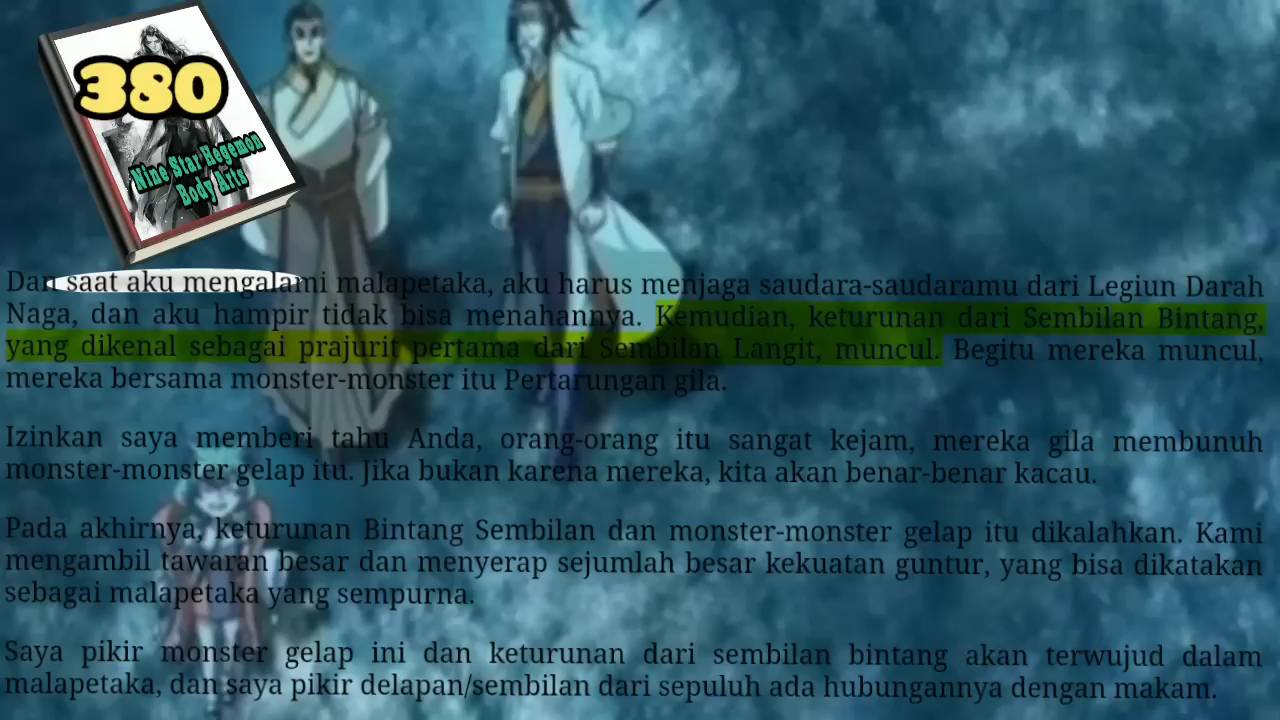 380
Nine Star Hegemon
Body Arts
Dan saat aku mengalami malapetaka, aku harus menjaga saudara-saudaramu dari Legiun Darah
Naga, dan aku hampir tidak bisa menahannya. Kemudian, keturunan dari Sembilan Bintang,
yang dikenal sebagai prajurit pertama dari Sembilan Langit, muncul. Begitu mereka muncul,
mereka bersama monster-monster itu Pertarungan gila.
Izinkan saya memberi tahu Anda, orang-orang itu sangat kejam, mereka gila membunuh
monster-monster gelap itu. Jika bukan karena mereka, kita akan benar-benar kacau.
Pada akhirnya, keturunan Bintang Sembilan dan monster-monster gelap itu dikalahkan. Kami
mengambil tawaran besar dan menyerap sejumlah besar kekuatan guntur, yang bisa dikatakan
sebagai malapetaka yang sempurna.
Saya pikir monster gelap ini dan keturunan dari sembilan bintang akan terwujud dalam
malapetaka, dan saya pikir delapan/sembilan dari sepuluh ada hubungannya dengan makam.